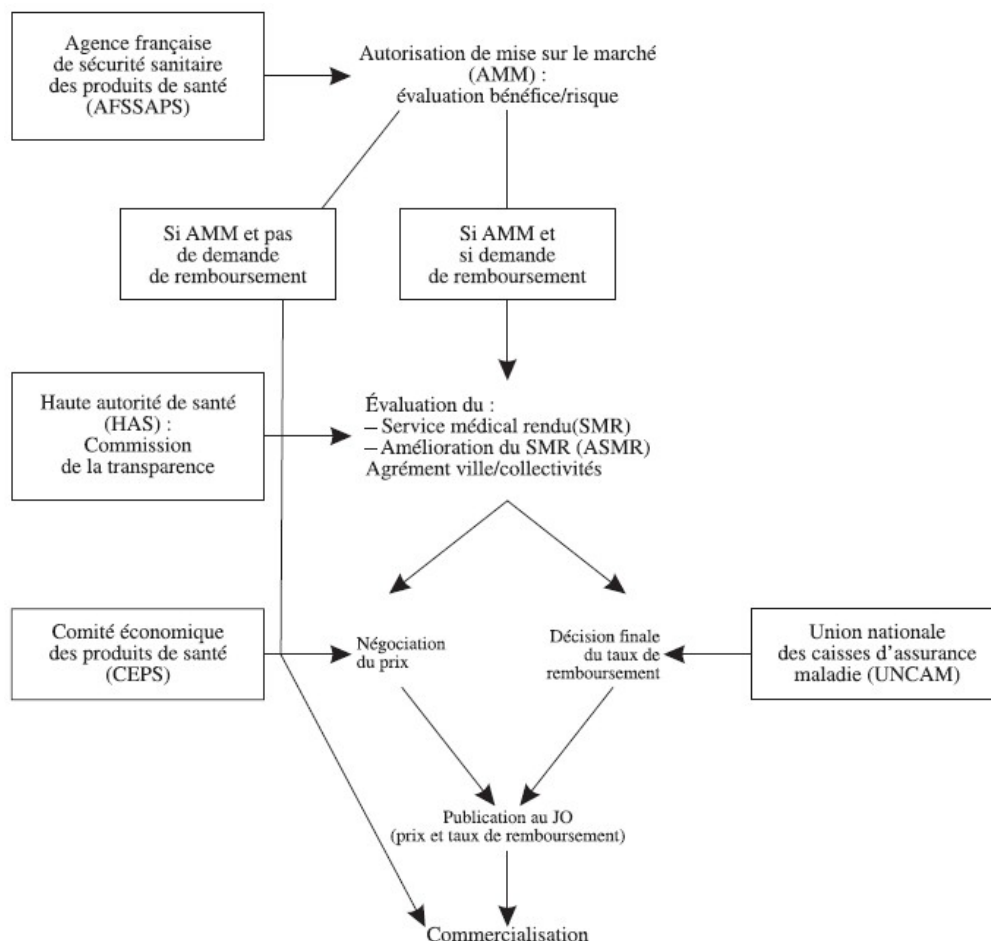 Agence française
de sécurité sanitaire
des produits de santé
(AFSSAPS)
Autorisation de mise sur le marché
(AMM) :
évaluation bénéfice/risque
Si AMM et pas
de demande
de remboursement
Si AMM et
si demande
de remboursement
Haute autorité de santé
(HAS) :
Commission
de la transparence
Évaluation du :
– Service médical rendu(SMR)
– Amélioration du SMR (ASMR)
Agrément ville/collectivités
Comité économique
des produits de santé
(CEPS)
Négociation
du prix
Décision finale
du taux de
remboursement
Union nationale
des caisses d’assurance
maladie (UNCAM)
Publication au JO
(prix et taux de remboursement)
Commercialisation